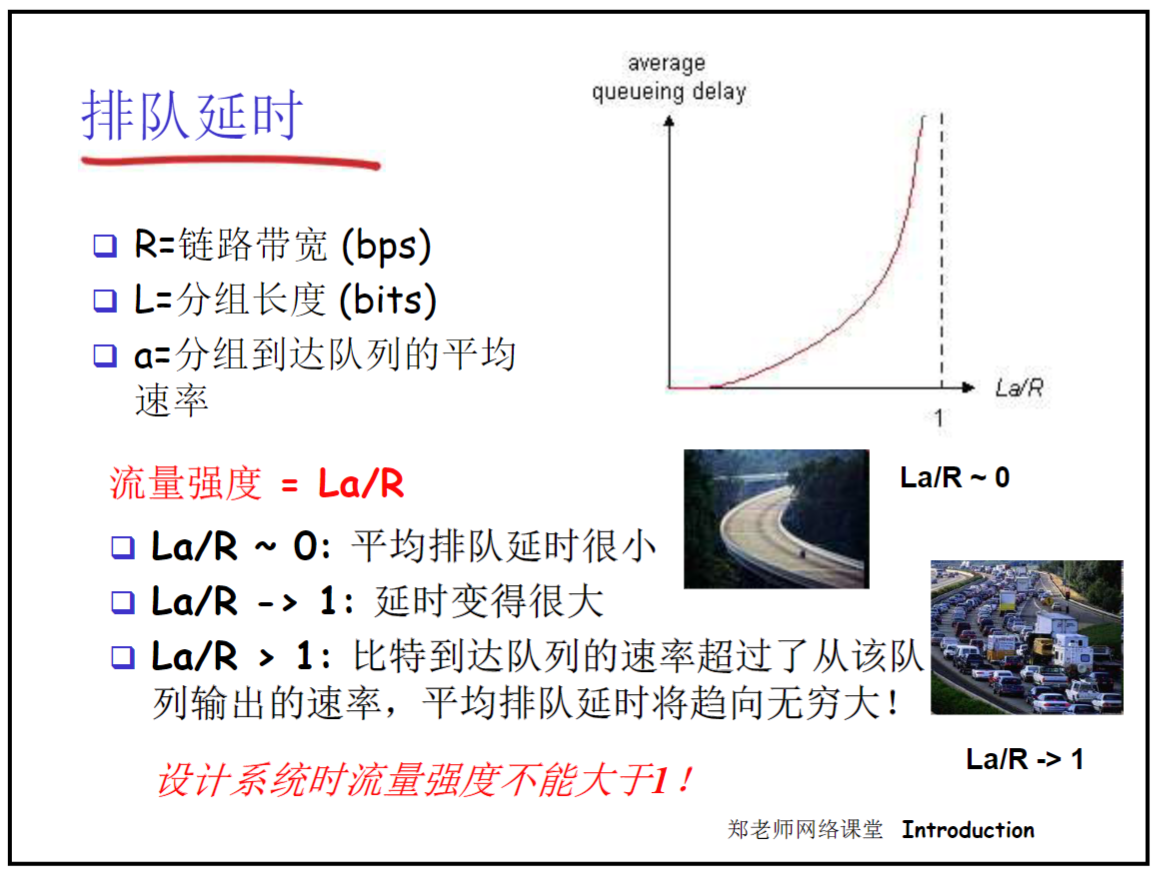 排队延时
average
queueing delay
R=链路带宽 (bps)
L=分组长度 (bits)
a=分组到达队列的平均
速率
La/R
1
流量强度 = La/R
La/R ~ 0
La/R ~ 0: 平均排队延时很小
La/R -> 1: 延时变得很大
La/R > 1: 比特到达队列的速率超过了从该队
列输出的速率，平均排队延时将趋向无穷大！
La/R -> 1
设计系统时流量强度不能大于1！
郑老师网络课堂 Introduction